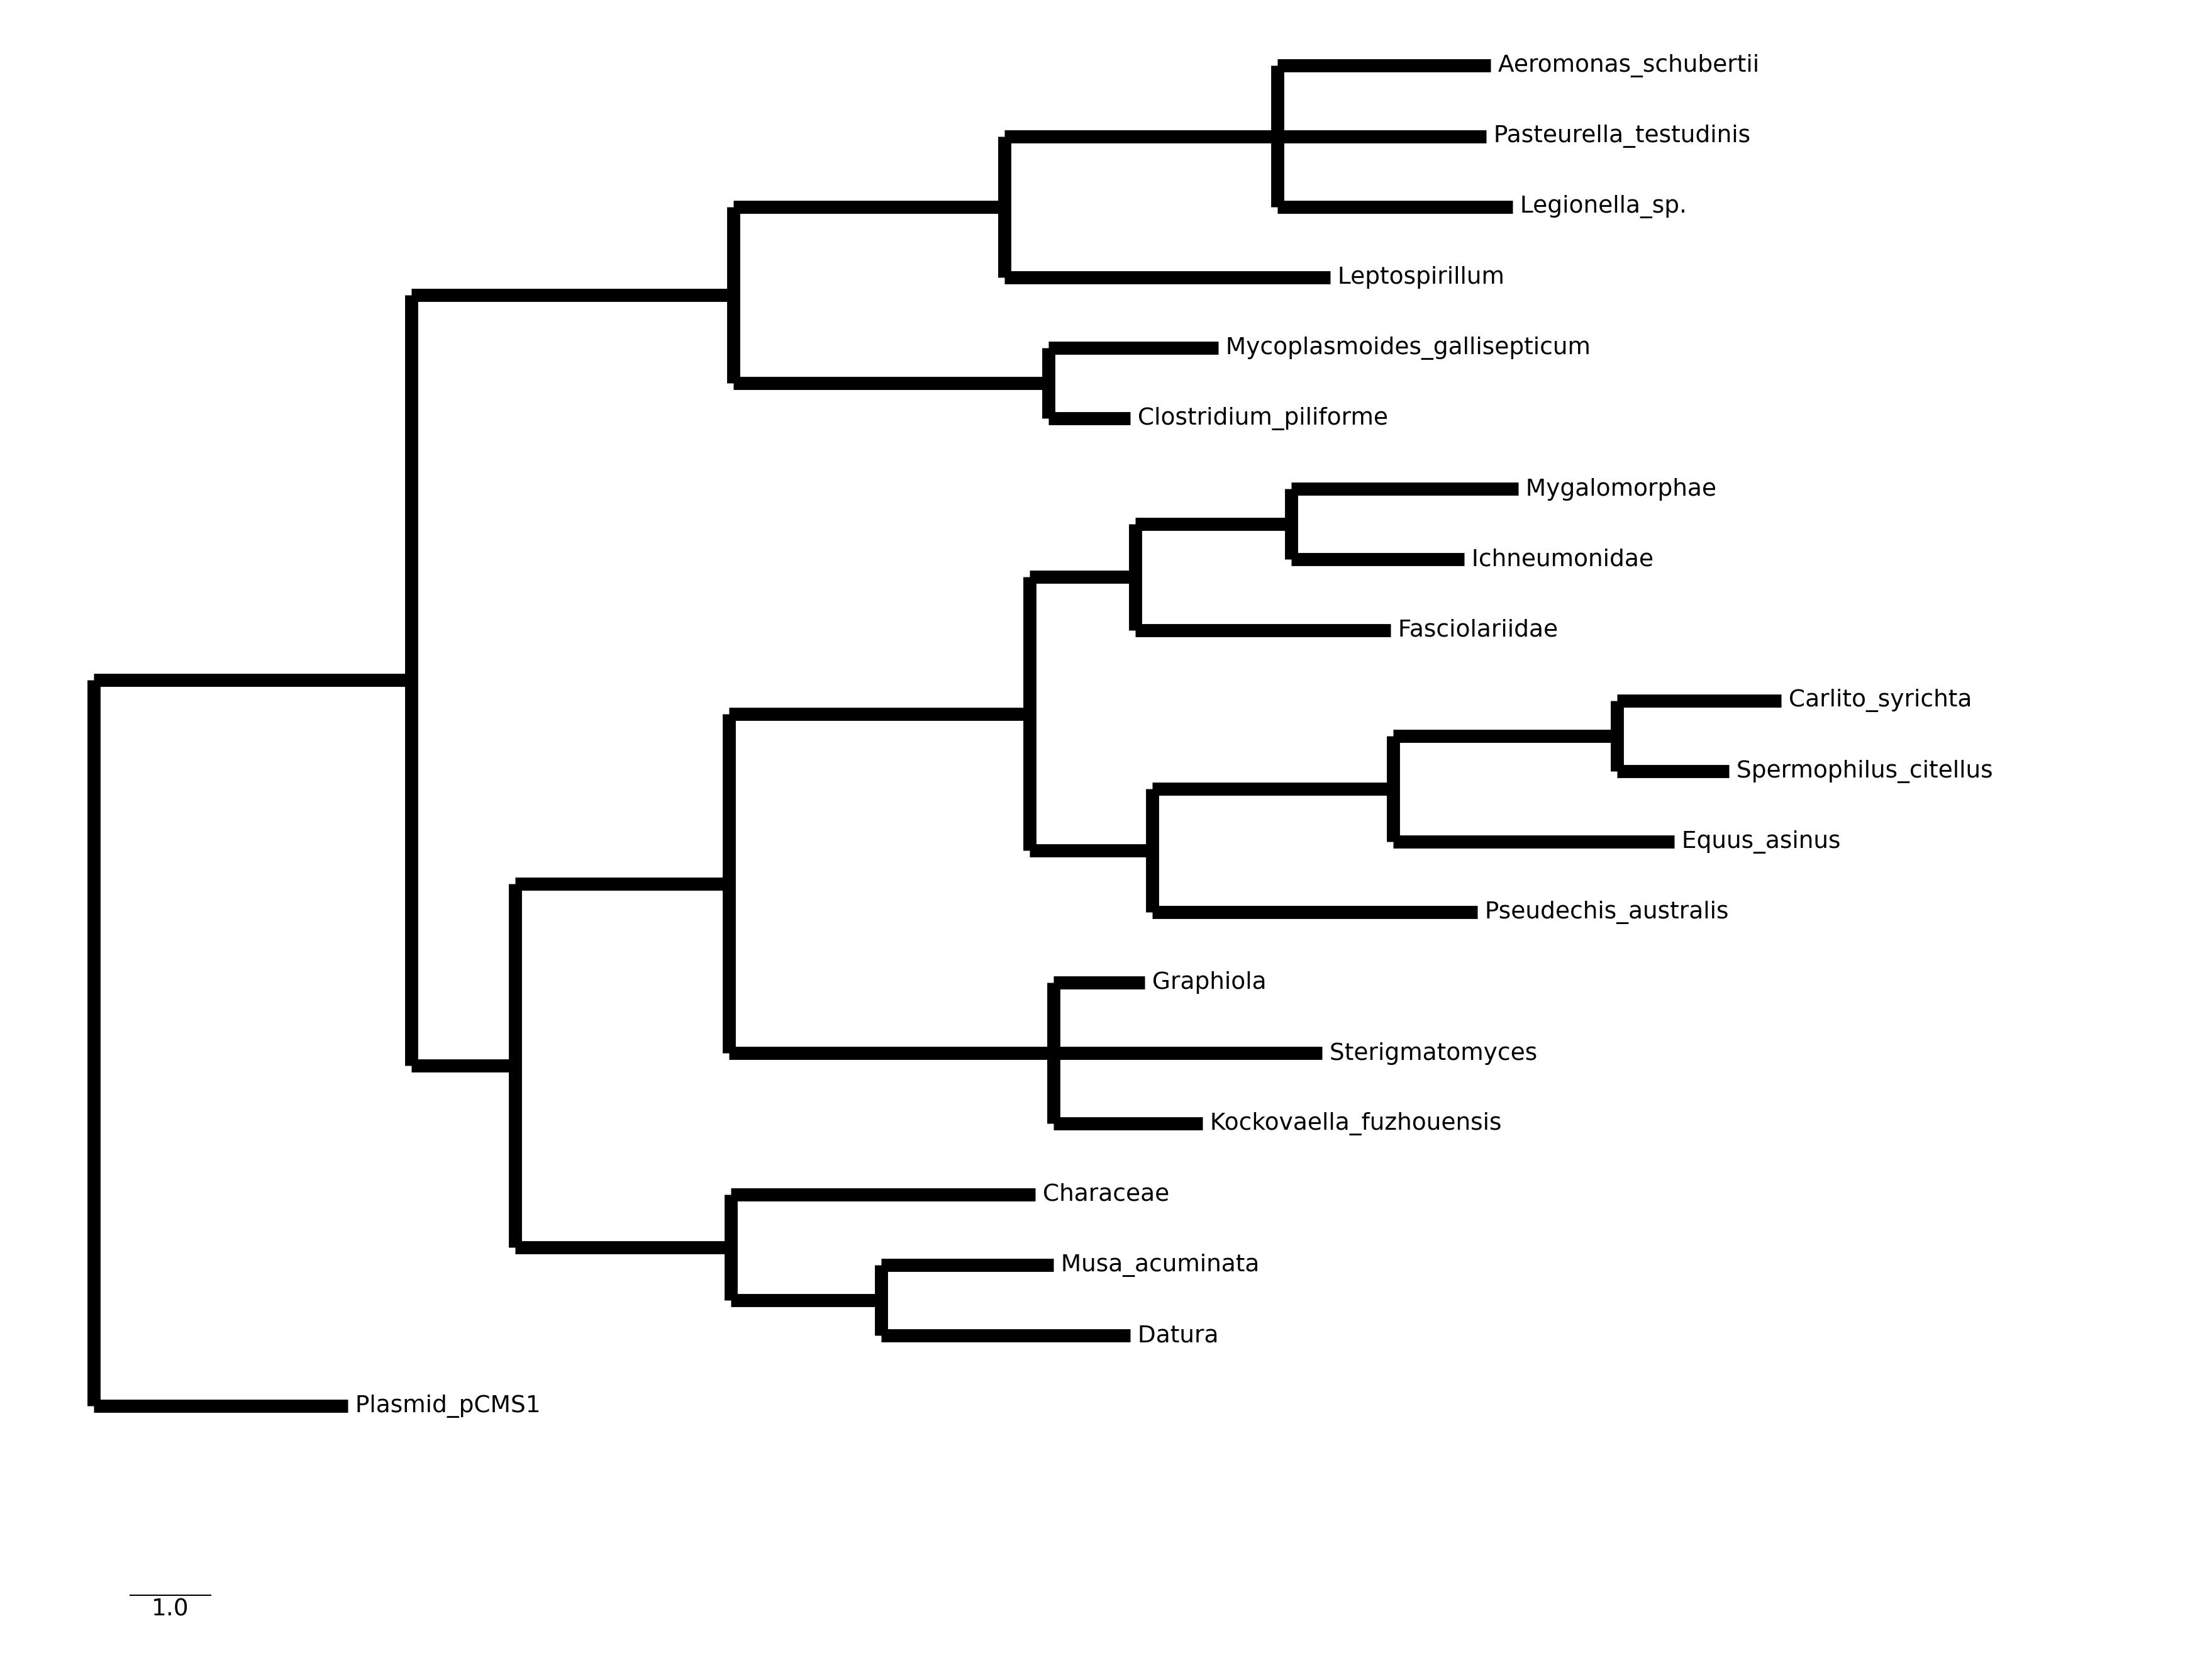 Aeromonas_schubertii
Pasteurella_testudinis
Legionella_sp.
Leptospirillum
Mycoplasmoides_gallisepticum
Clostridium_piliforme
Mygalomorphae
Ichneumonidae
Fasciolariidae
Carlito_syrichta
Spermophilus_citellus
Equus_asinus
Pseudechis_australis
Graphiola
Sterigmatomyces
Kockovaella_fuzhouensis
Characeae
Musa_acuminata
Datura
Plasmid_pCMS1
1.0